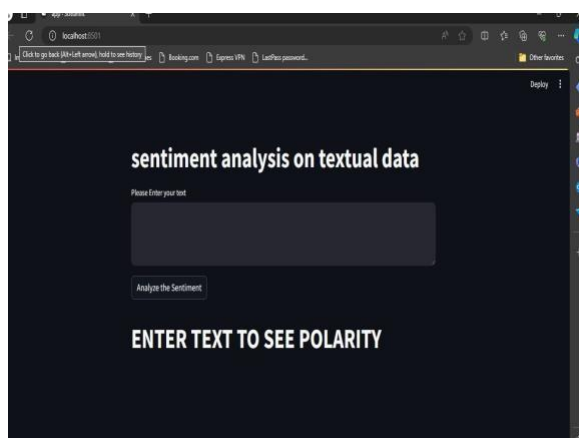 app · Streamlit
localhost:8501
Click to go back (Alt+Left arrow), hold to see history
Booking.com Express VPN LastPass password...
Other favorites
Deploy
sentiment analysis on textual data
Please Enter your text
Analyze the Sentiment
ENTER TEXT TO SEE POLARITY